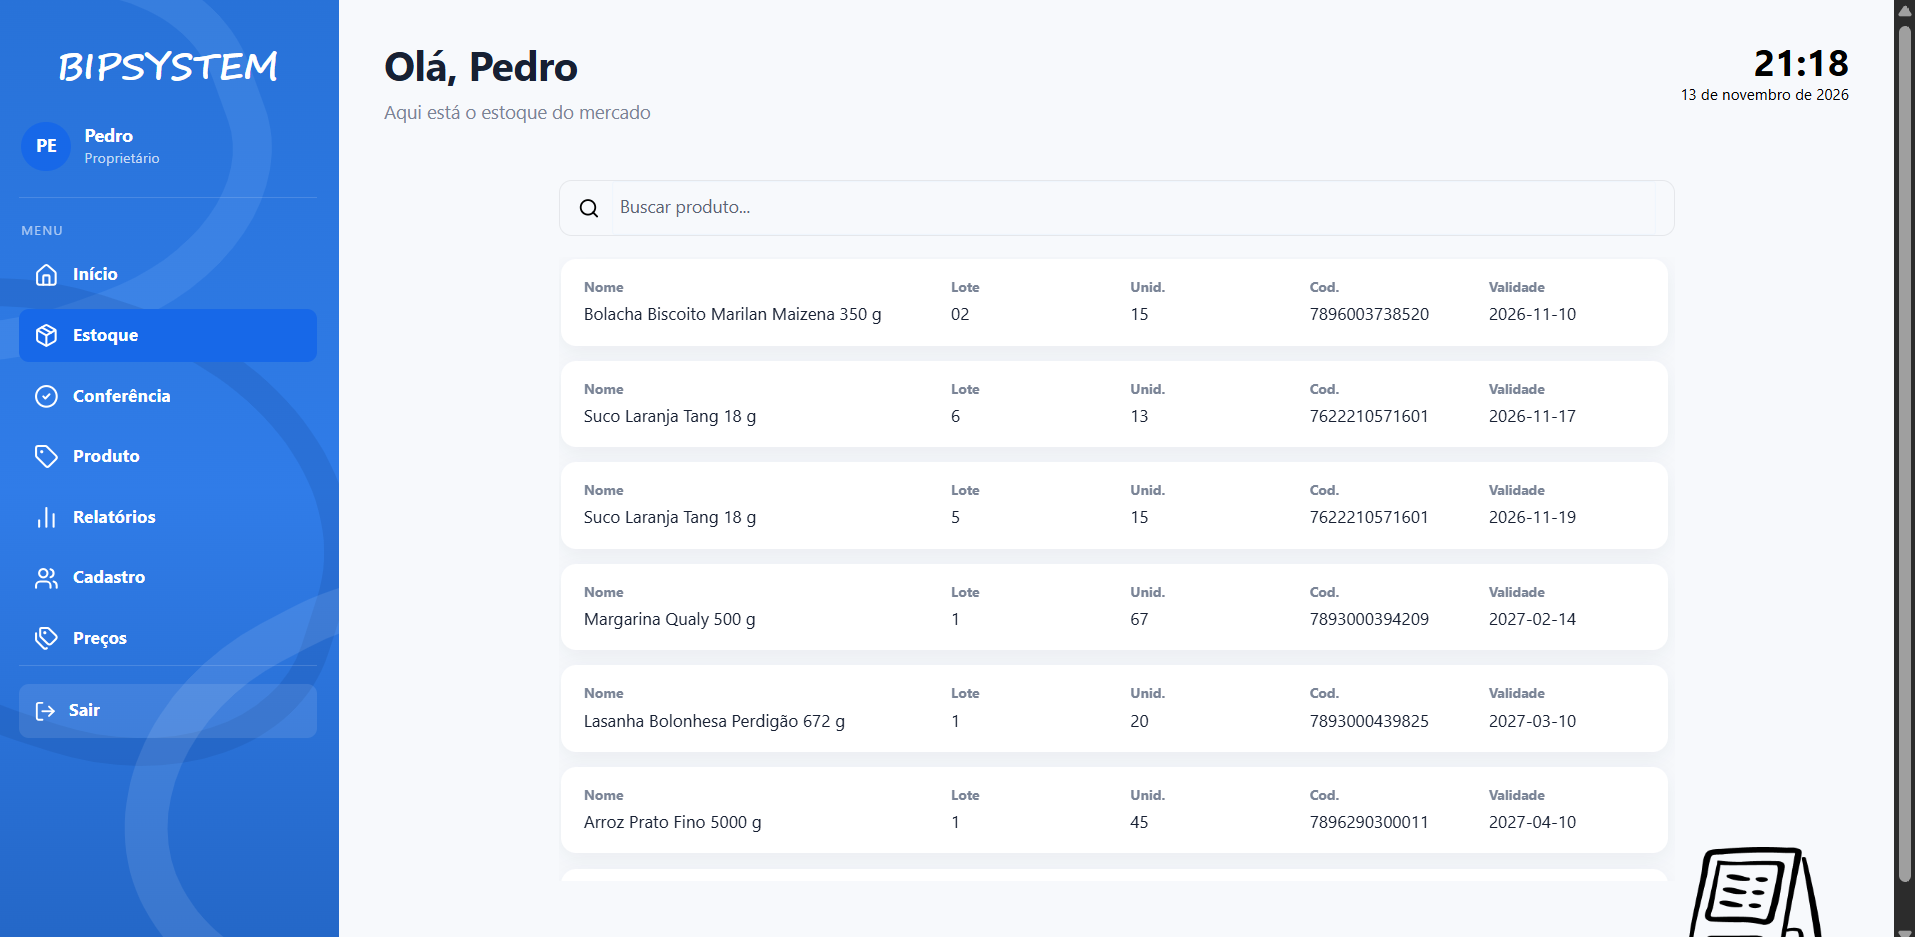 BIPSYSTEM
PE
Pedro
Proprietário
MENU
Início
Estoque
Conferência
Produto
Relatórios
Cadastro
Preços
Sair
Olá, Pedro
Aqui está o estoque do mercado
21:18
13 de novembro de 2026
Buscar produto...
Nome Lote Unid. Cod. Validade
Bolacha Biscoito Marilan Maizena 350 g 02 15 7896003738520 2026-11-10
Nome Lote Unid. Cod. Validade
Suco Laranja Tang 18 g 6 13 7622210571601 2026-11-17
Nome Lote Unid. Cod. Validade
Suco Laranja Tang 18 g 5 15 7622210571601 2026-11-19
Nome Lote Unid. Cod. Validade
Margarina Qualy 500 g 1 67 7893000394209 2027-02-14
Nome Lote Unid. Cod. Validade
Lasanha Bolonhesa Perdigão 672 g 1 20 7893000439825 2027-03-10
Nome Lote Unid. Cod. Validade
Arroz Prato Fino 5000 g 1 45 7896290300011 2027-04-10